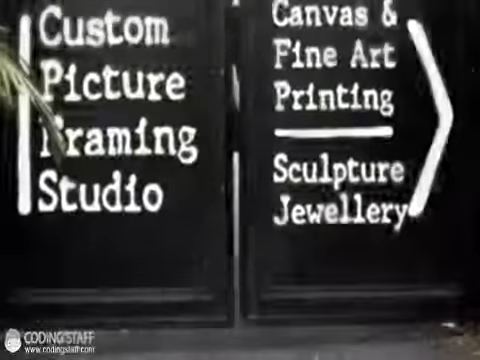 Custom
Picture
Framing
Studio
Canvas &
Fine Art
Printing
Sculpture
Jewellery
CODINGSTAFF
www.codingstaff.com